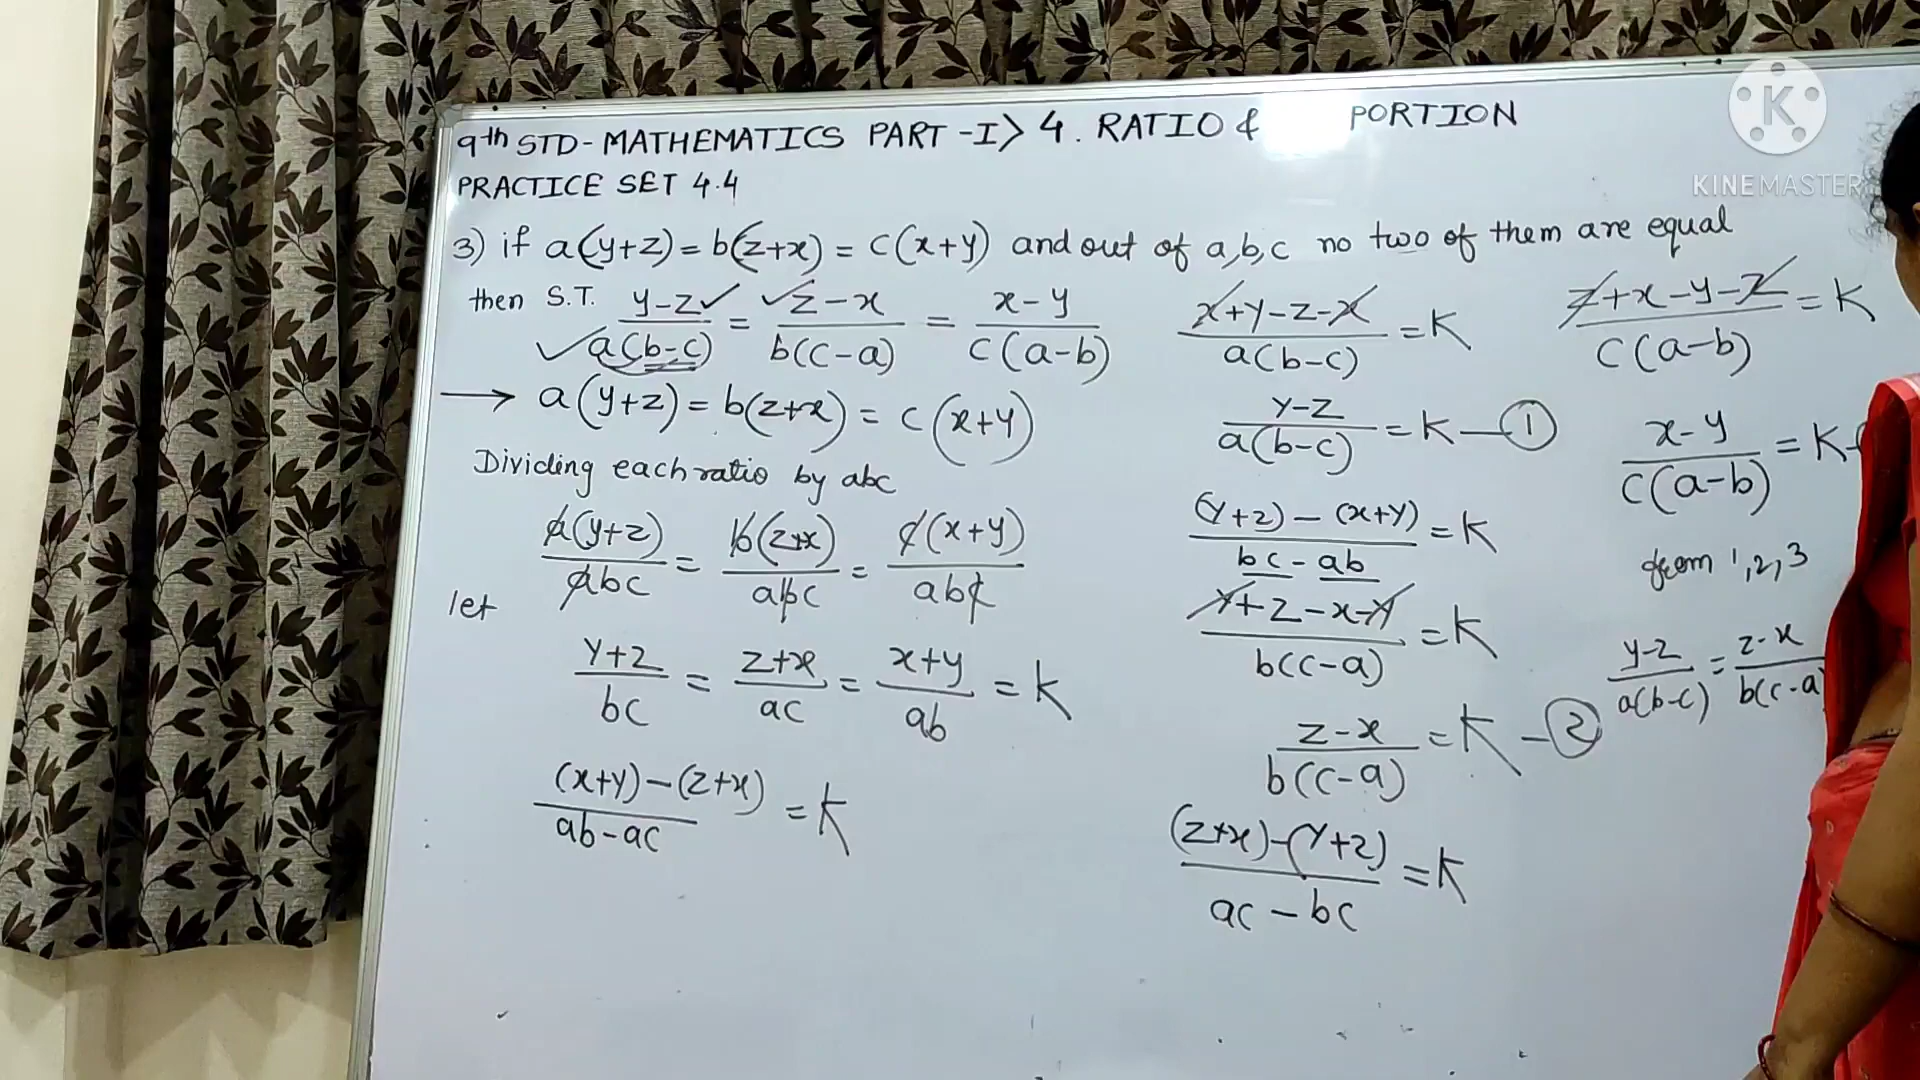 9th STD - MATHEMATICS PART - I > 4. RATIO & PORTION
PRACTICE SET 4.4
3) if a(y+z) = b(z+x) = c(x+y) and out of a,b,c no two of them are equal
then S.T. y-z/a(b-c) = z-x/b(c-a) = x-y/c(a-b)
→ a(y+z) = b(z+x) = c(x+y)
Dividing each ratio by abc
a(y+z)/abc = b(z+x)/abc = c(x+y)/abc
let
y+z/bc = z+x/ac = x+y/ab = K
(x+y)-(z+x)/ab-ac = K
x+y-z-x/a(b-c) = K
y-z/a(b-c) = K — 1
(y+z) - (x+y)/bc - ab = K
y+z-x-y/b(c-a) = K
z-x/b(c-a) = K - 2
(z+x)-(y+z)/ac - bc = K
z+x-y-z/c(a-b) = K
x-y/c(a-b) = K-
from 1,2,3
y-z/a(b-c) = z-x/b(c-a
KINEMASTER